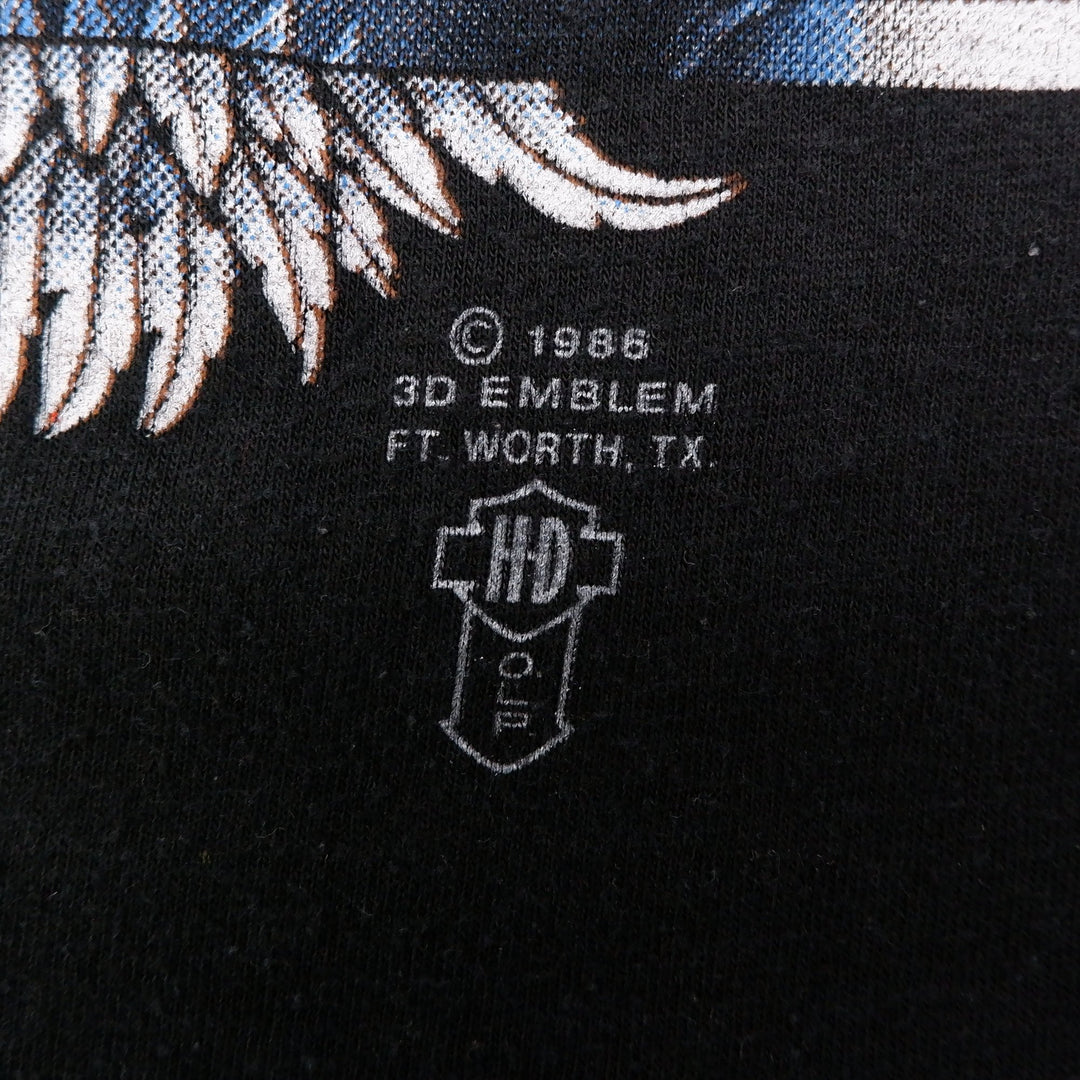 © 1986
3D EMBLEM
FT. WORTH, TX.
H-D